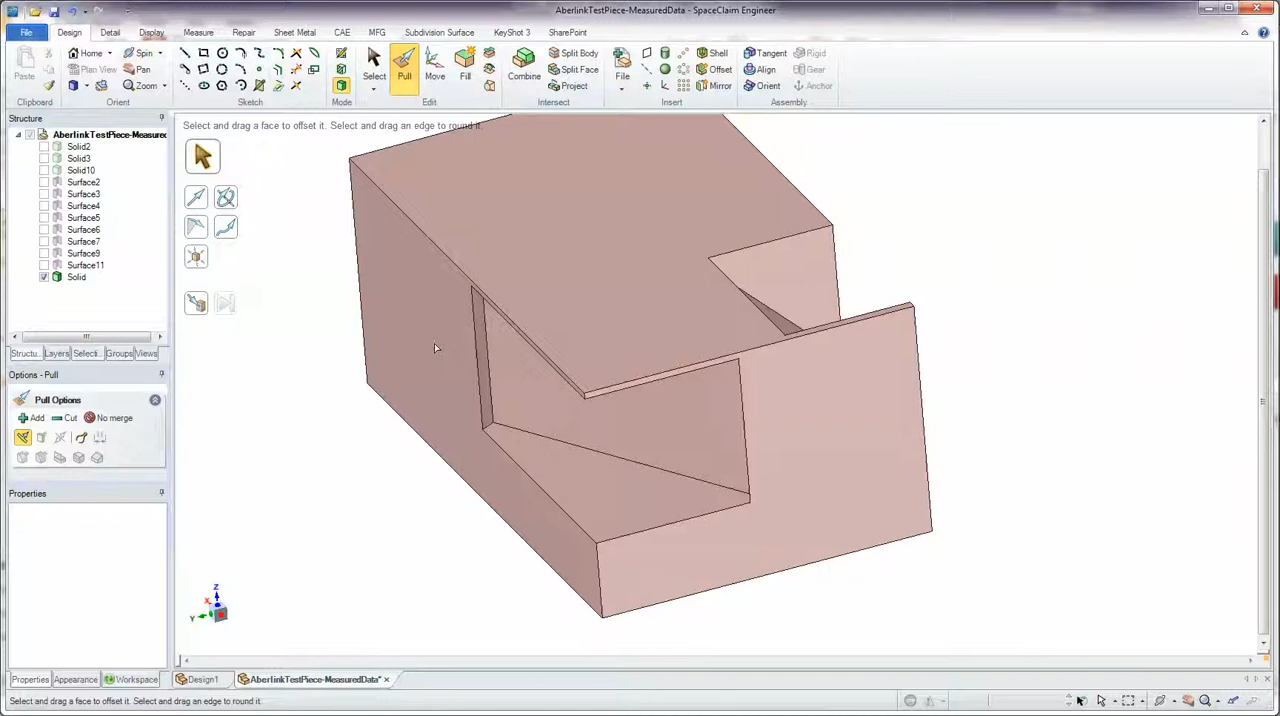 AberlinkTestPiece-MeasuredData - SpaceClaim Engineer
File Design Detail Display Measure Repair Sheet Metal CAE MFG Subdivision Surface KeyShot 3 SharePoint
Paste
Home Spin
Plan View Pan
Zoom
Select Pull Move Fill
Combine
Split Body
Split Face
Project
File
Shell
Offset
Mirror
Tangent Rigid
Align Gear
Orient Anchor
Clipboard Orient Sketch Mode Edit Intersect Insert Assembly
Structure
AberlinkTestPiece-Measured
Solid2
Solid3
Solid10
Surface2
Surface3
Surface4
Surface5
Surface6
Surface7
Surface9
Surface11
Solid
Select and drag a face to offset it. Select and drag an edge to round it.
Structu... Layers Selecti... Groups Views
Options - Pull
Pull Options
Add Cut No merge
Properties
Z
X
Y
Properties Appearance Workspace
Design1 AberlinkTestPiece-MeasuredData*
Select and drag a face to offset it. Select and drag an edge to round it.